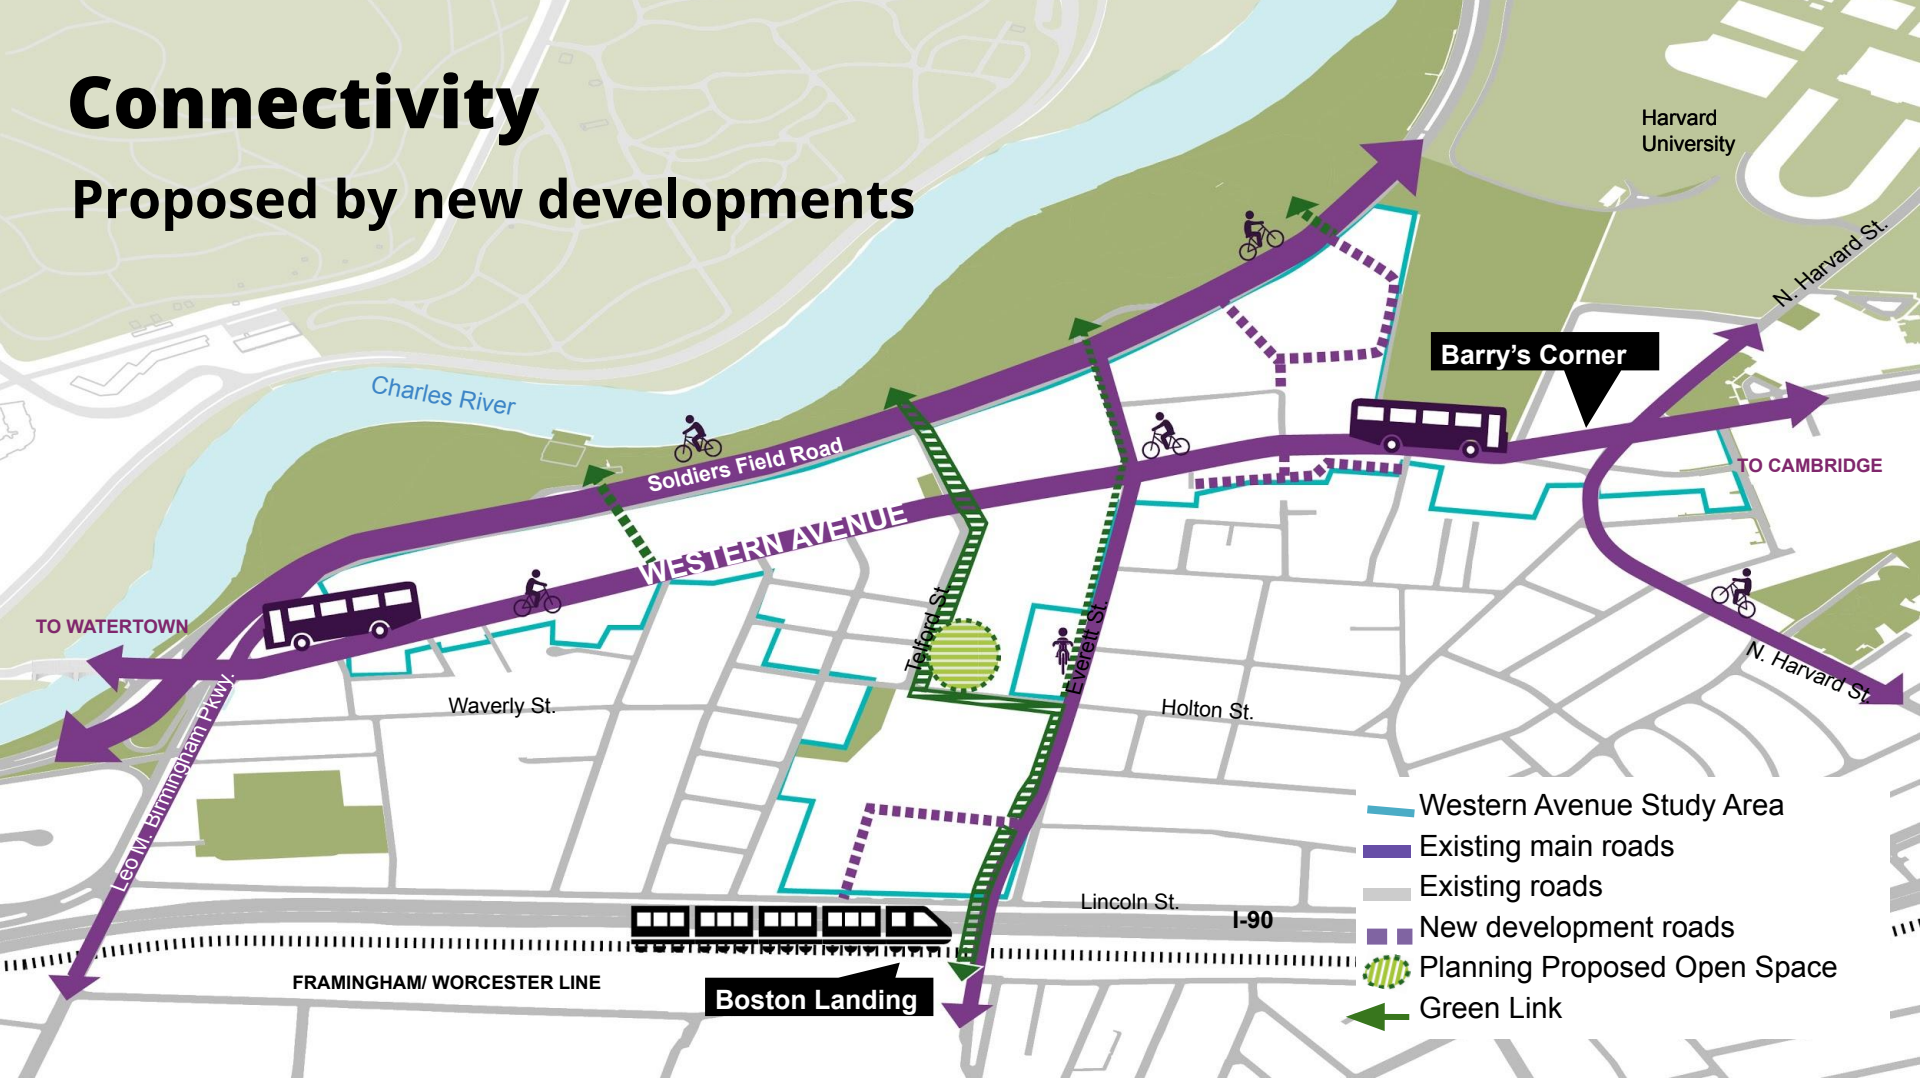 Connectivity
Proposed by new developments
Harvard
University
N. Harvard St.
Barry's Corner
Charles River
Soldiers Field Road
TO CAMBRIDGE
WESTERN AVENUE
TO WATERTOWN
Telford St.
Everett St.
N. Harvard St.
Leo M. Birmingham Pkwy.
Waverly St.
Holton St.
Western Avenue Study Area
Existing main roads
Existing roads
New development roads
Planning Proposed Open Space
Green Link
Lincoln St.
I-90
FRAMINGHAM/ WORCESTER LINE
Boston Landing